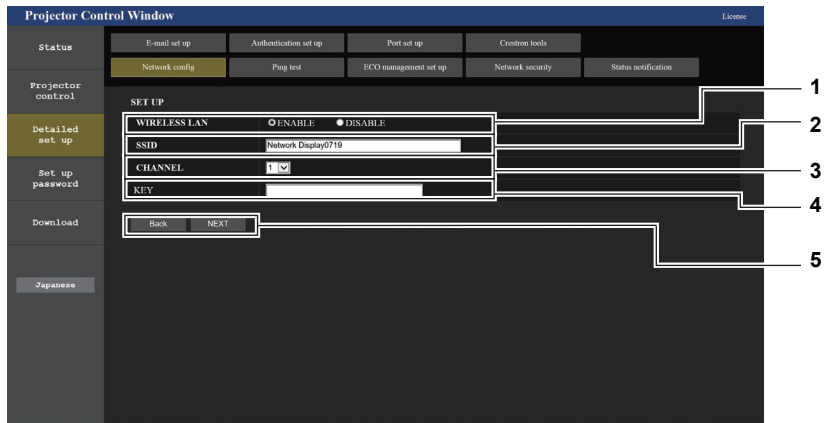 Projector Control Window
License
Status
E-mail set up
Authentication set up
Port set up
Crestron tools
Network config
Ping test
ECO management set up
Network security
Status notification
Projector
control
Detailed
set up
Set up
password
Download
Japanese
SET UP
WIRELESS LAN ENABLE DISABLE
SSID Network Display0719
CHANNEL 1
KEY
Back NEXT
1
2
3
4
5